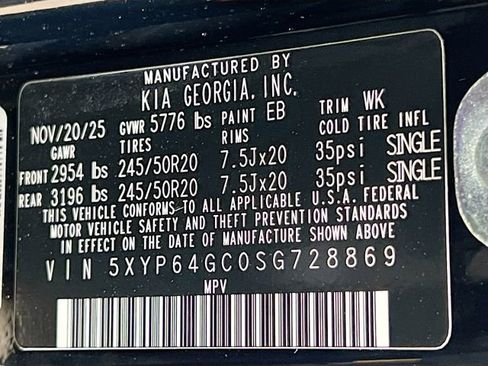 MANUFACTURED BY
KIA GEORGIA, INC.
NOV/20/25 GVWR 5776 lbs PAINT EB TRIM WK
GAWR TIRES RIMS COLD TIRE INFL
FRONT 2954 lbs 245/50R20 7.5Jx20 35psi SINGLE
REAR 3196 lbs 245/50R20 7.5Jx20 35psi SINGLE
THIS VEHICLE CONFORMS TO ALL APPLICABLE U.S.A. FEDERAL
MOTOR VEHICLE SAFETY AND THEFT PREVENTION STANDARDS
IN EFFECT ON THE DATE OF MANUFACTURE SHOWN ABOVE
VIN 5XYP64GC0SG728869
MPV